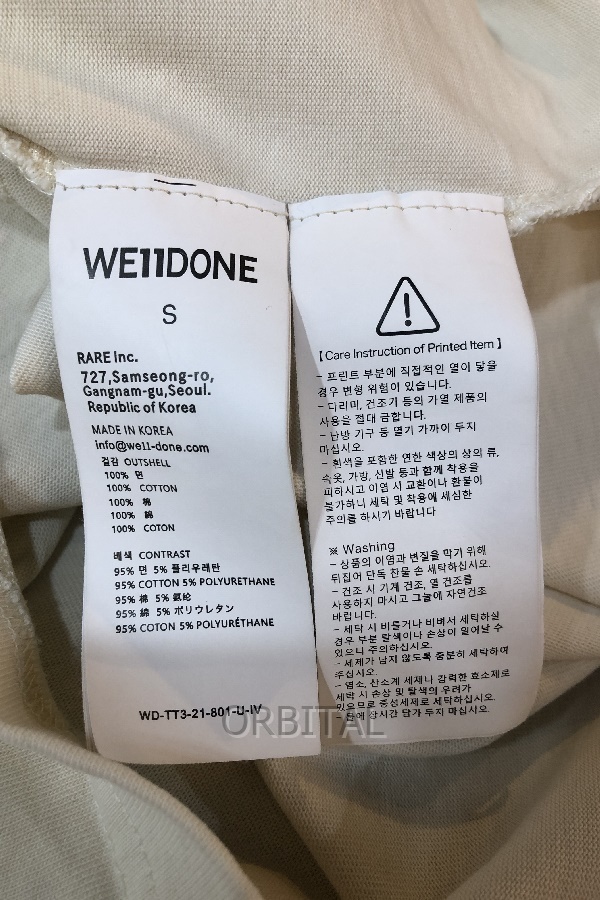 WE11DONE
S
RARE Inc.
727,Samseong-ro,
Gangnam-gu,Seoul.
Republic of Korea
MADE IN KOREA
info@we11-done.com
겉감 OUTSHELL
100% 면
100% COTTON
100% 棉
100% 綿
100% COTON
배색 CONTRAST
95% 면 5% 폴리우레탄
95% COTTON 5% POLYURETHANE
95% 棉 5% 氨纶
95% 綿 5% ポリウレタン
95% COTON 5% POLYURÉTHANE
WD-TT3-21-801-U-IV
[Care Instruction of Printed Item]
- 프린트 부분에 직접적인 열이 닿을
경우 변형 위험이 있습니다.
- 다리미, 건조기 등의 가열 제품의
사용을 절대 금합니다.
- 난방 기구 등 열기 가까이 두지
마십시오.
- 흰색을 포함한 연한 색상의 상의 류,
속옷, 가방, 신발 등과 함께 착용을
피하시고 이염 시 교환이나 환불이
불가하니 세탁 및 착용에 세심한
주의를 하시기 바랍니다
※ Washing
- 상품의 이염과 변질을 막기 위해
뒤집어 단독 찬물 손 세탁하십시오.
- 건조 시 기계 건조, 열 건조를
사용하지 마시고 그늘에 자연건조
바랍니다.
- 세탁 시 비틀거나 비벼서 세탁하실
경우 부분 탈색이나 손상이 일어날 수
있으니 주의하십시오.
- 세제가 남지 않도록 충분히 세탁하여
주십시오.
- 염소, 산소계 세제나 강력한 효소제로
세탁 시 손상 및 탈색의 우려가
있으므로 중성세제로 세탁하십시오.
- 물에 장시간 담가 두지 마십시오.
ORBITAL